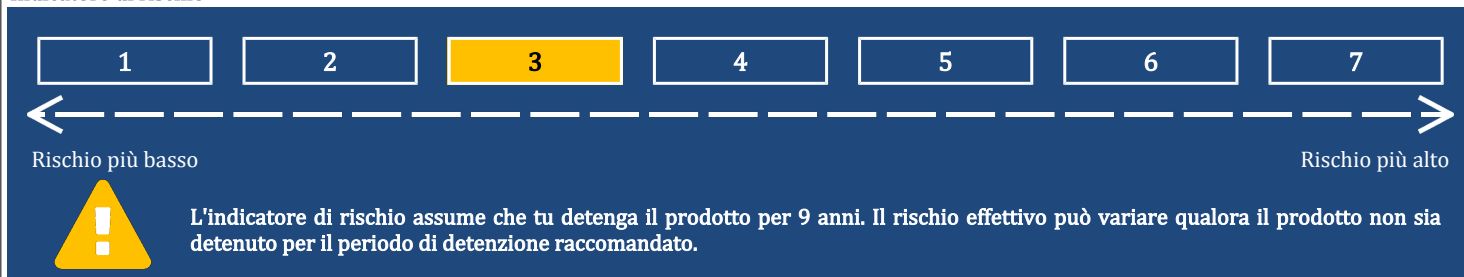 1 2 3 4 5 6 7
Rischio più basso Rischio più alto
L'indicatore di rischio assume che tu detenga il prodotto per 9 anni. Il rischio effettivo può variare qualora il prodotto non sia
detenuto per il periodo di detenzione raccomandato.